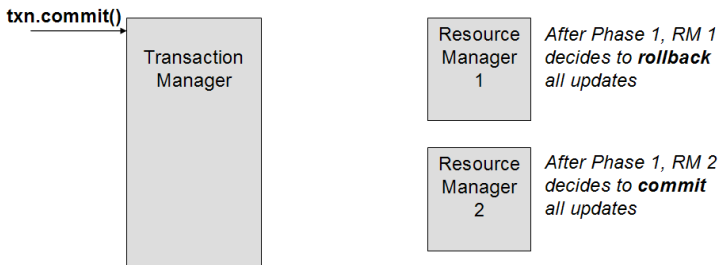 txn.commit()
Transaction
Manager
Resource
Manager
1
After Phase 1, RM 1
decides to rollback
all updates
Resource
Manager
2
After Phase 1, RM 2
decides to commit
all updates